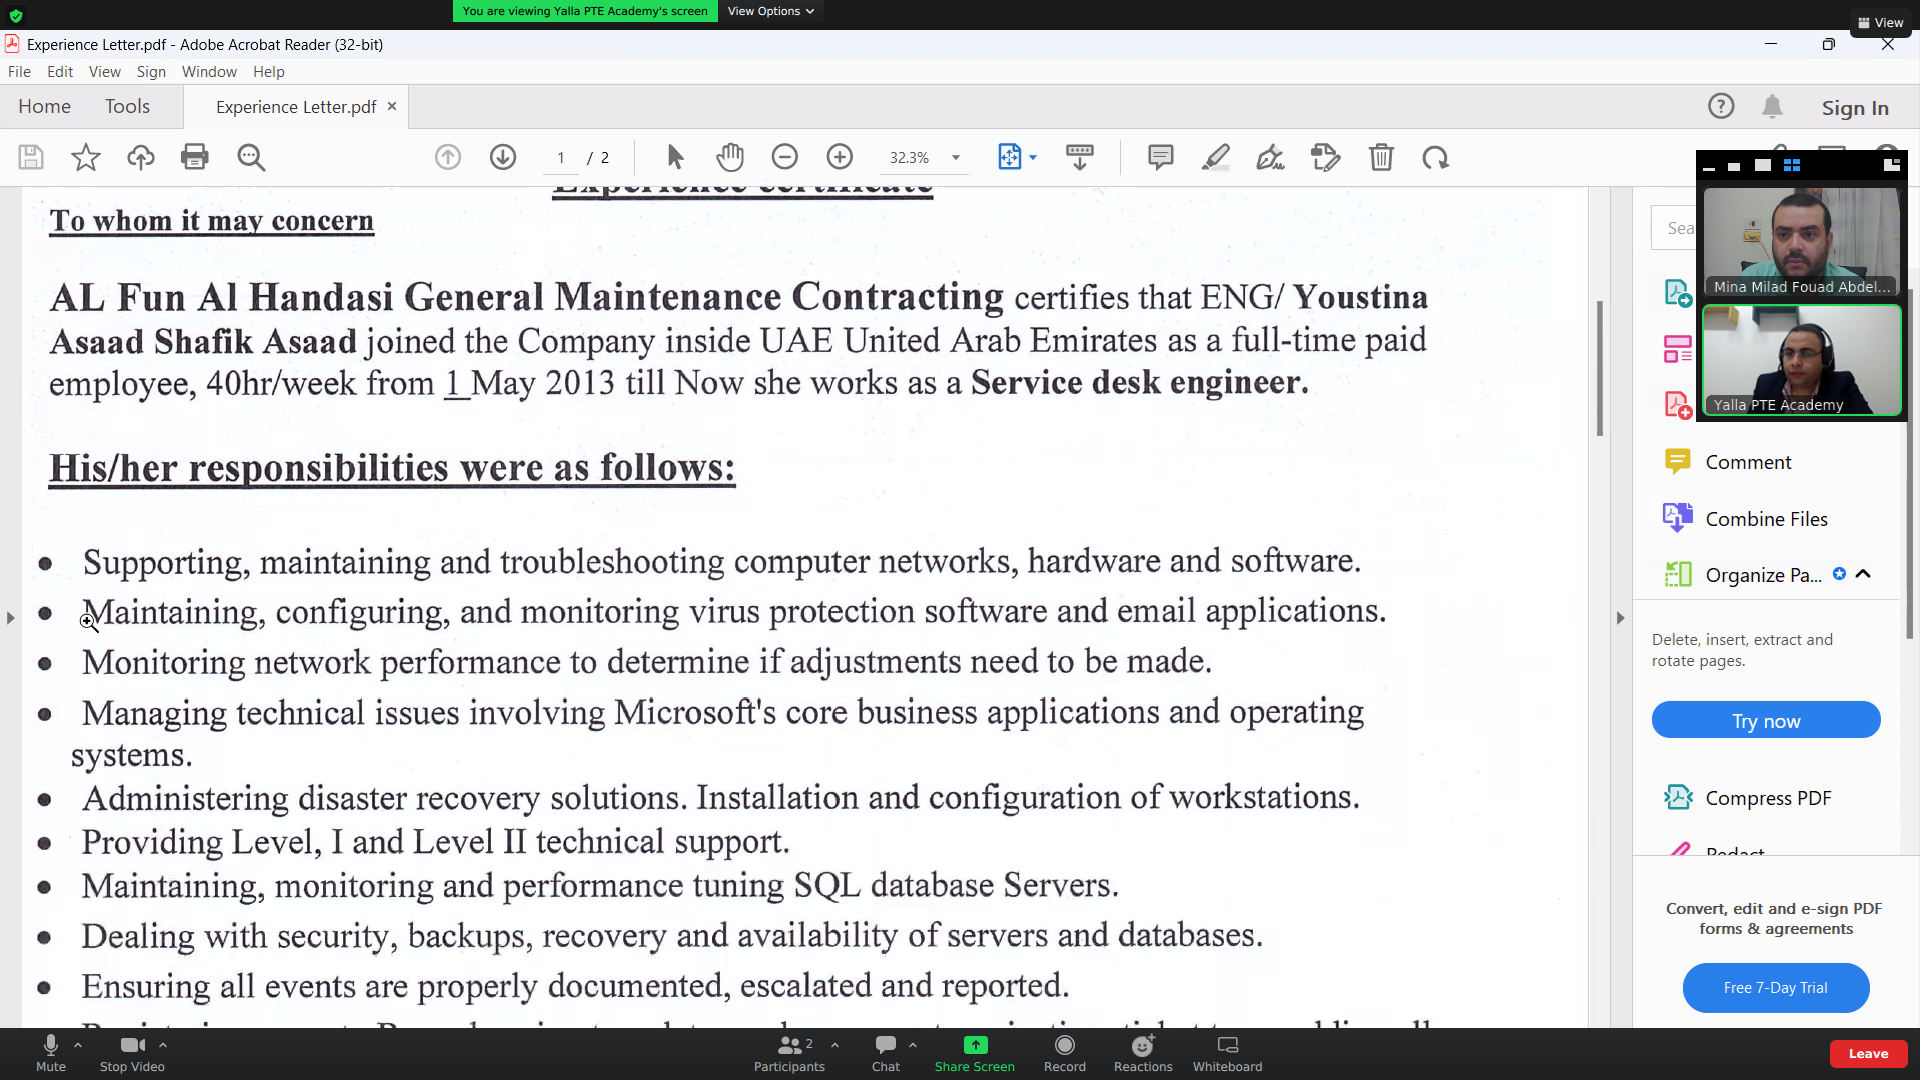 You are viewing Yalla PTE Academy's screen
View Options
View
Experience Letter.pdf - Adobe Acrobat Reader (32-bit)
File Edit View Sign Window Help
Home Tools Experience Letter.pdf Sign In
1 / 2 32.3%
Experience certificate
To whom it may concern
AL Fun Al Handasi General Maintenance Contracting certifies that ENG/ Youstina
Asaad Shafik Asaad joined the Company inside UAE United Arab Emirates as a full-time paid
employee, 40hr/week from 1 May 2013 till Now she works as a Service desk engineer.
His/her responsibilities were as follows:
• Supporting, maintaining and troubleshooting computer networks, hardware and software.
• Maintaining, configuring, and monitoring virus protection software and email applications.
• Monitoring network performance to determine if adjustments need to be made.
• Managing technical issues involving Microsoft's core business applications and operating
systems.
• Administering disaster recovery solutions. Installation and configuration of workstations.
• Providing Level, I and Level II technical support.
• Maintaining, monitoring and performance tuning SQL database Servers.
• Dealing with security, backups, recovery and availability of servers and databases.
• Ensuring all events are properly documented, escalated and reported.
Sea
Mina Milad Fouad Abdel...
Yalla PTE Academy
Comment
Combine Files
Organize Pa...
Delete, insert, extract and
rotate pages.
Try now
Compress PDF
Redact
Convert, edit and e-sign PDF
forms & agreements
Free 7-Day Trial
Mute
Stop Video
Participants
2
Chat
Share Screen
Record
Reactions
Whiteboard
Leave